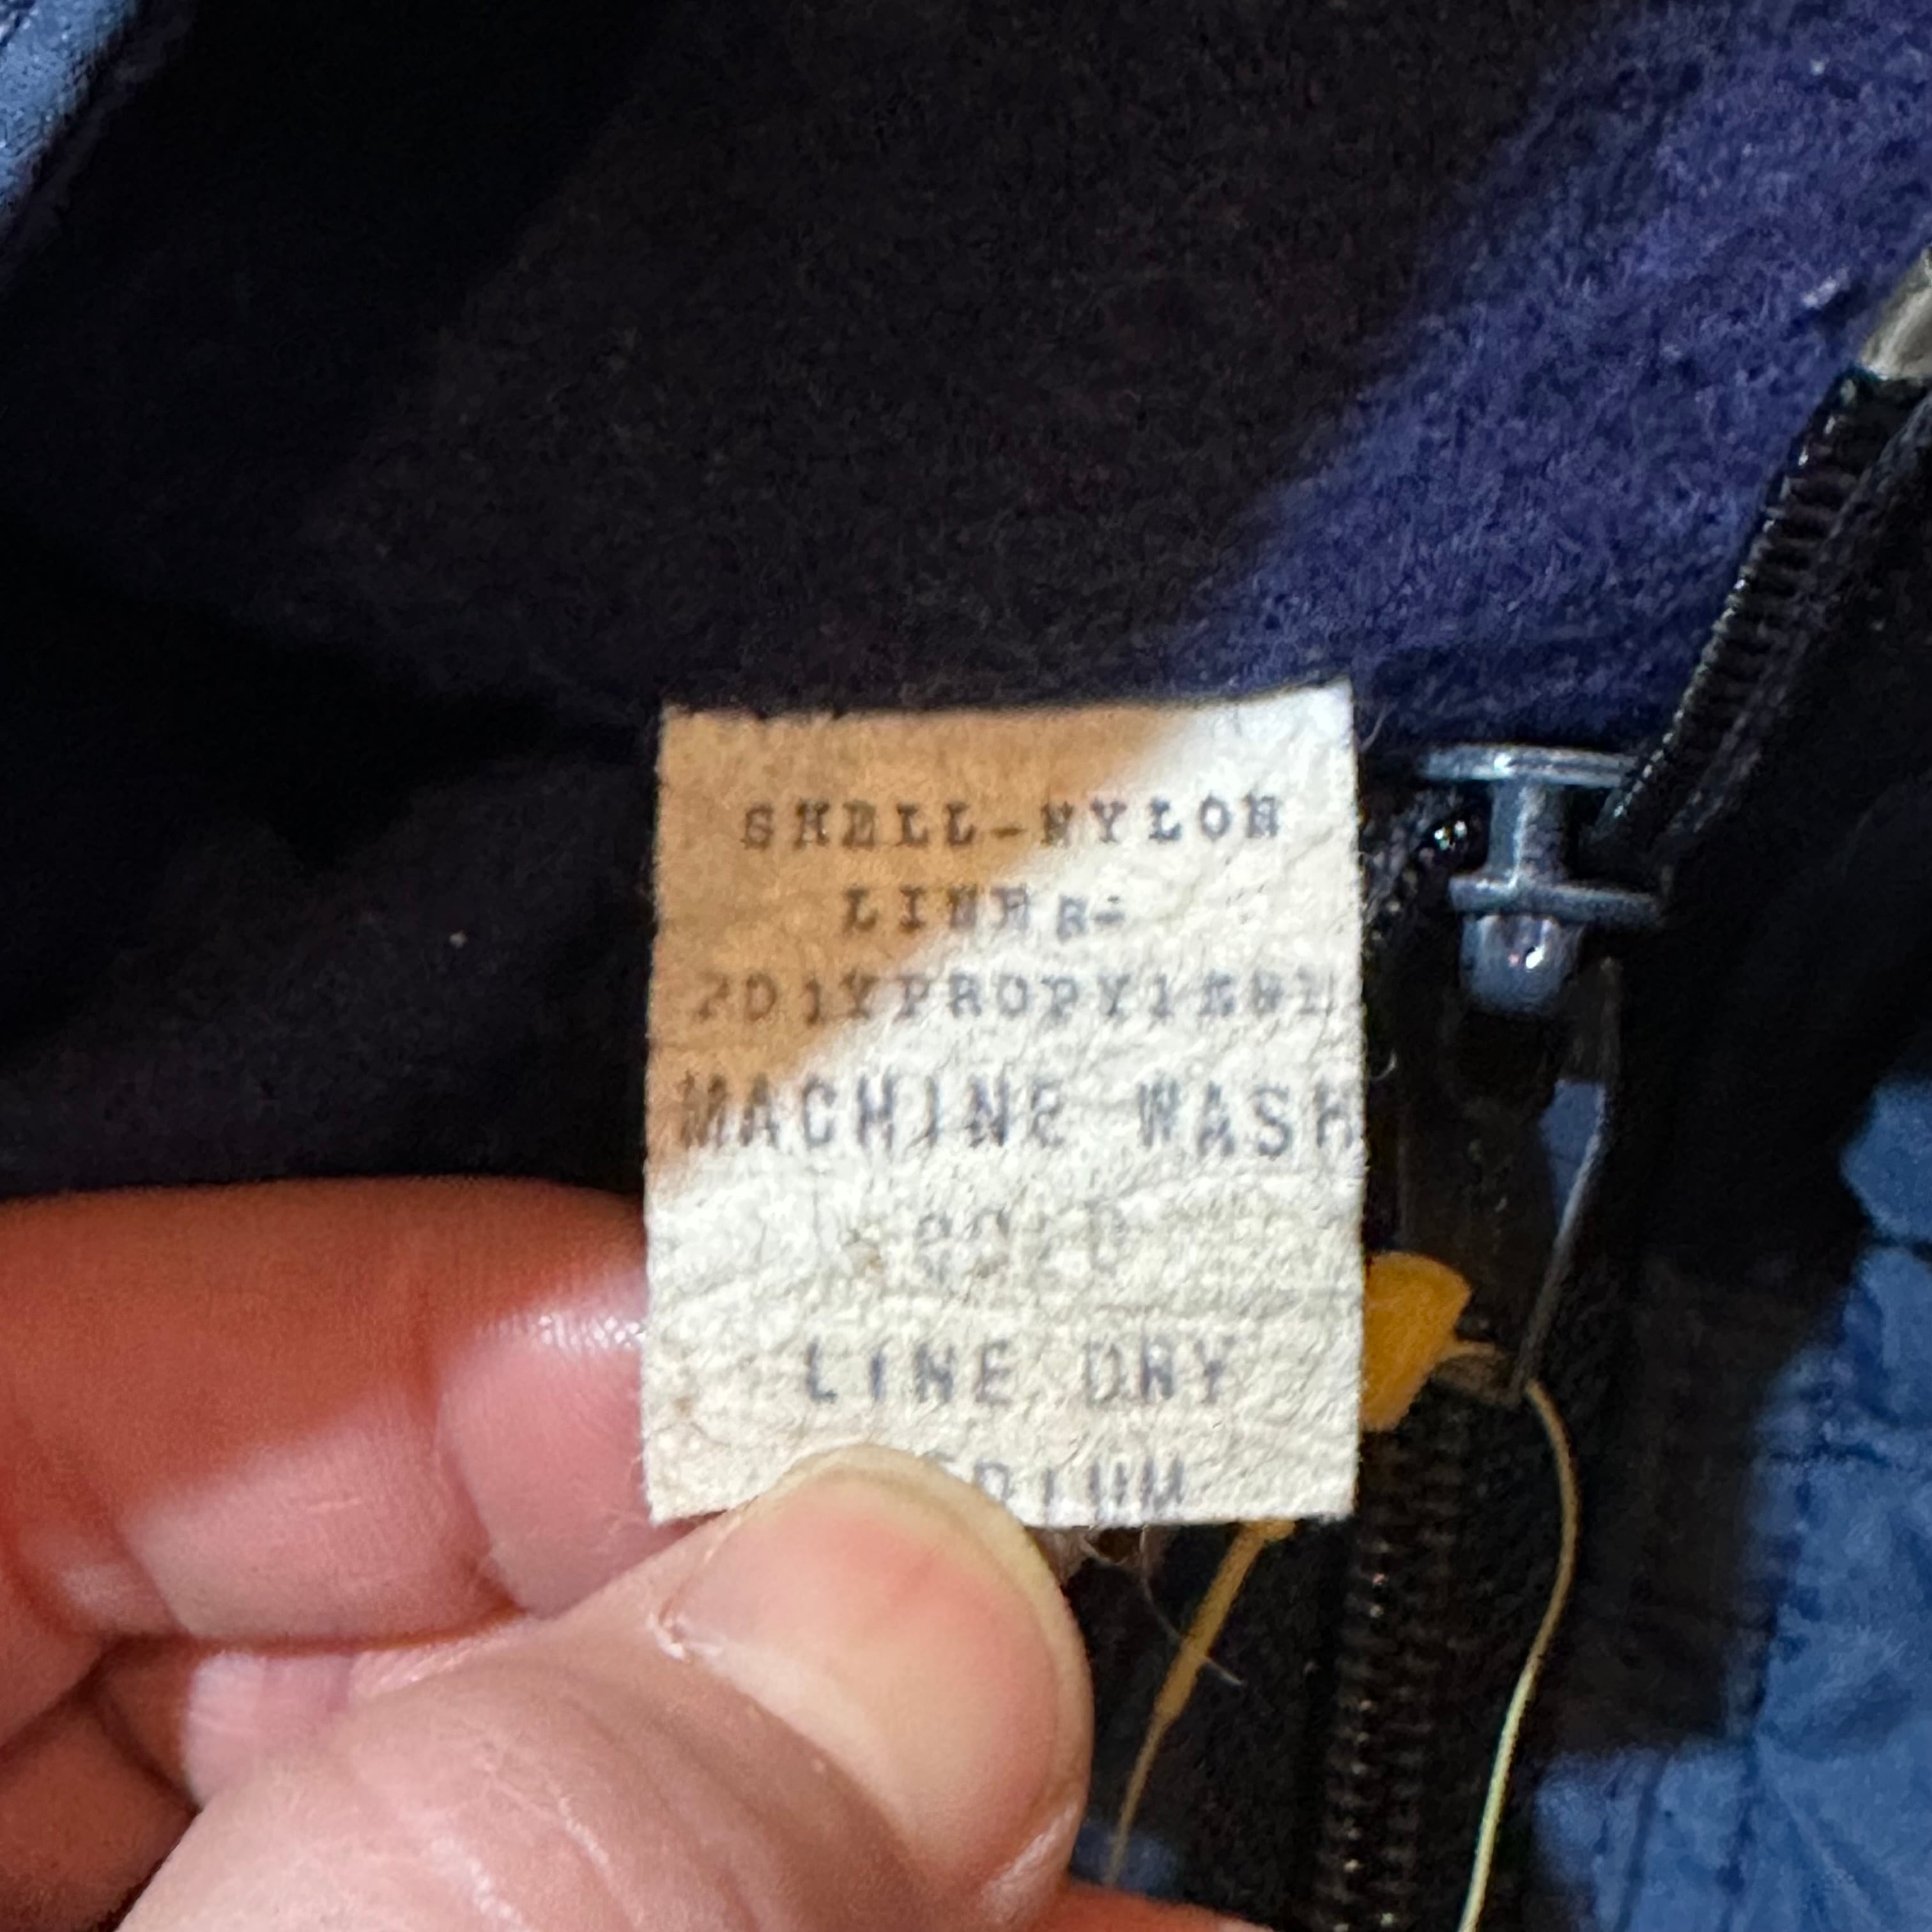 SHELL-NYLON
LINER-
POLYPROPYLENE
MACHINE WASH
COLD
LINE DRY